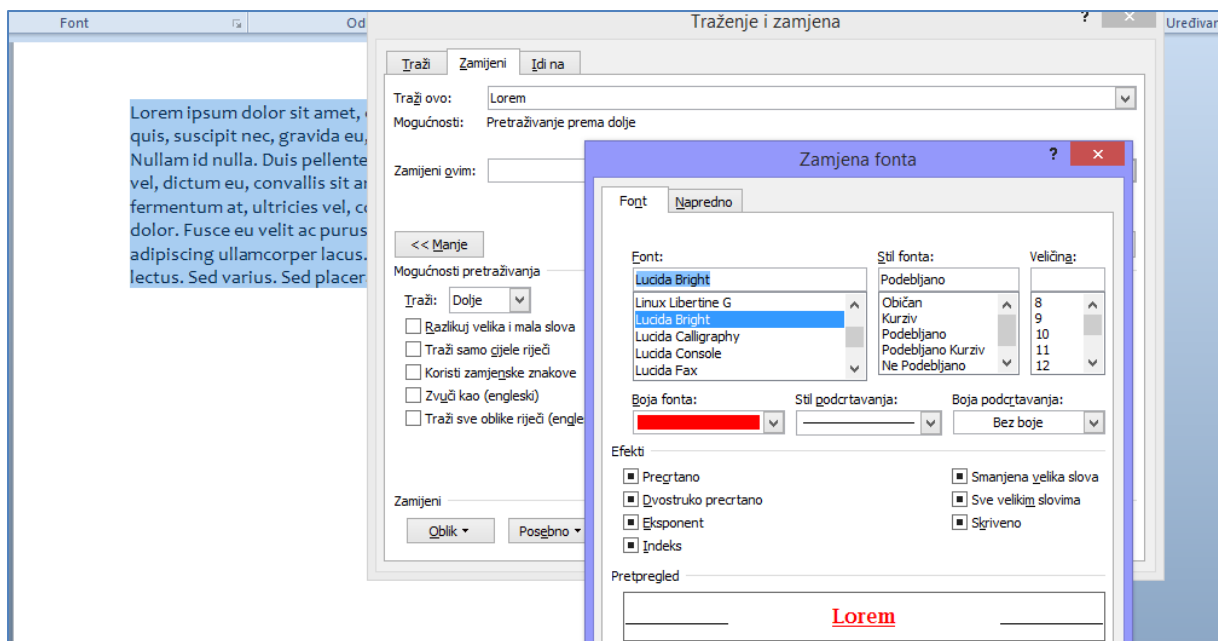 Font
Od
Traženje i zamjena
?
Uređivan
Traži
Zamijeni
Idi na
Traži ovo:
Lorem
Mogućnosti:
Pretraživanje prema dolje
Zamijeni ovim:
<< Manje
Mogućnosti pretraživanja
Traži:
Dolje
Razlikuj velika i mala slova
Traži samo cijele riječi
Koristi zamjenske znakove
Zvuči kao (engleski)
Traži sve oblike riječi (engle
Zamijeni
Oblik
Posebno
Lorem ipsum dolor sit amet,
quis, suscipit nec, gravida eu,
Nullam id nulla. Duis pellente
vel, dictum eu, convallis sit a
fermentum at, ultricies vel, c
dolor. Fusce eu velit ac purus
adipiscing ullamcorper lacus.
lectus. Sed varius. Sed placer
Zamjena fonta
?
Font
Napredno
Font:
Lucida Bright
Linux Libertine G
Lucida Bright
Lucida Calligraphy
Lucida Console
Lucida Fax
Stil fonta:
Podebljano
Običan
Kurziv
Podebljano
Podebljano Kurziv
Ne Podebljano
Veličina:
8
9
10
11
12
Boja fonta:
Stil podcrtavanja:
Boja podcrtavanja:
Bez boje
Efekti
Precrtano
Dvostruko precrtano
Eksponent
Indeks
Smanjena velika slova
Sve velikim slovima
Skriveno
Pretpregled
Lorem